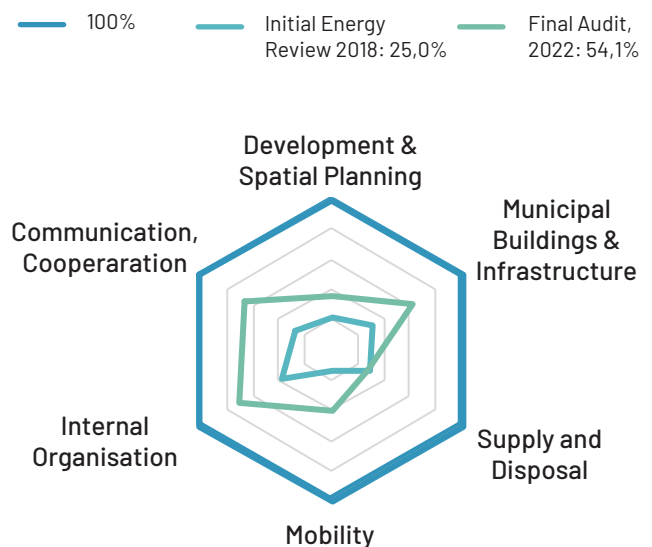 100%
Initial Energy
Review 2018: 25,0%
Final Audit,
2022: 54,1%
Development &
Spatial Planning
Municipal
Buildings &
Infrastructure
Communication,
Cooperaration
Internal
Organisation
Supply and
Disposal
Mobility